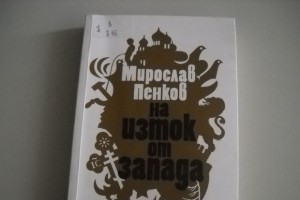 Мирослав
Пенков
на
изток
от
запада